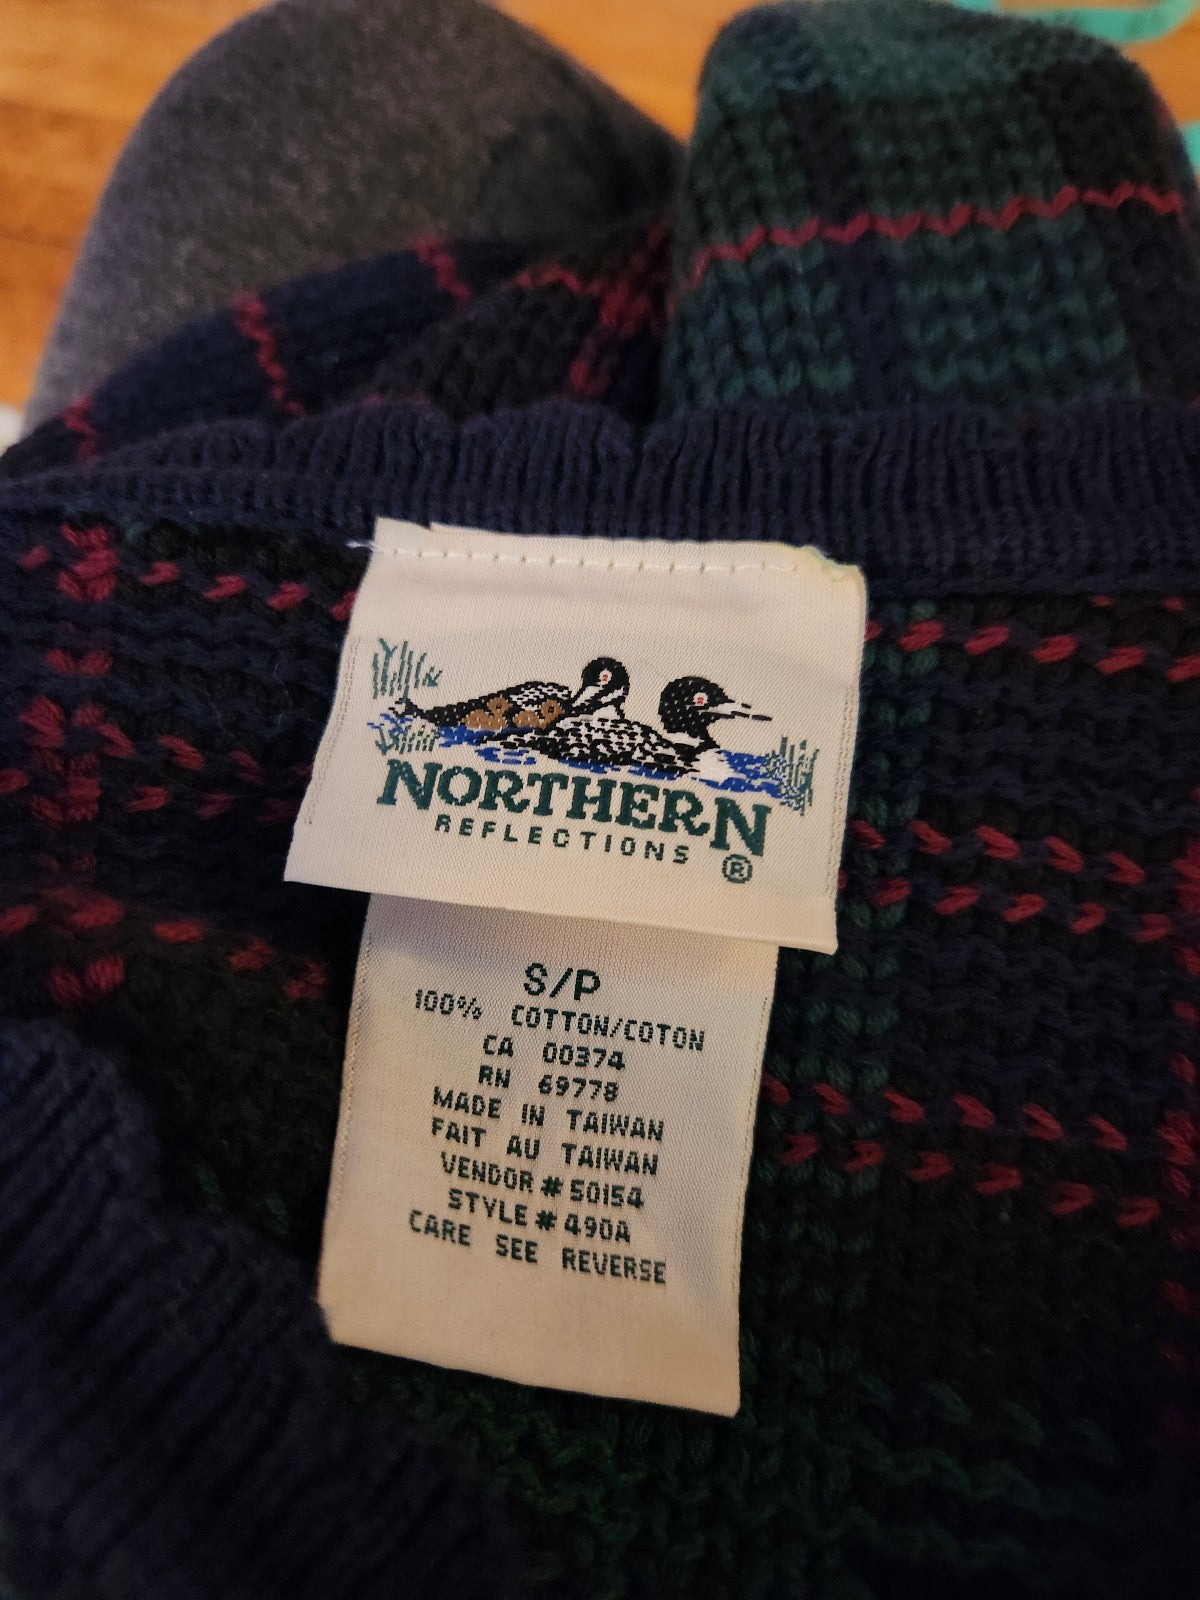 NORTHERN
REFLECTIONS
®
S/P
100% COTTON/COTON
CA 00374
RN 69778
MADE IN TAIWAN
FAIT AU TAIWAN
VENDOR # 50154
STYLE # 490A
CARE SEE REVERSE